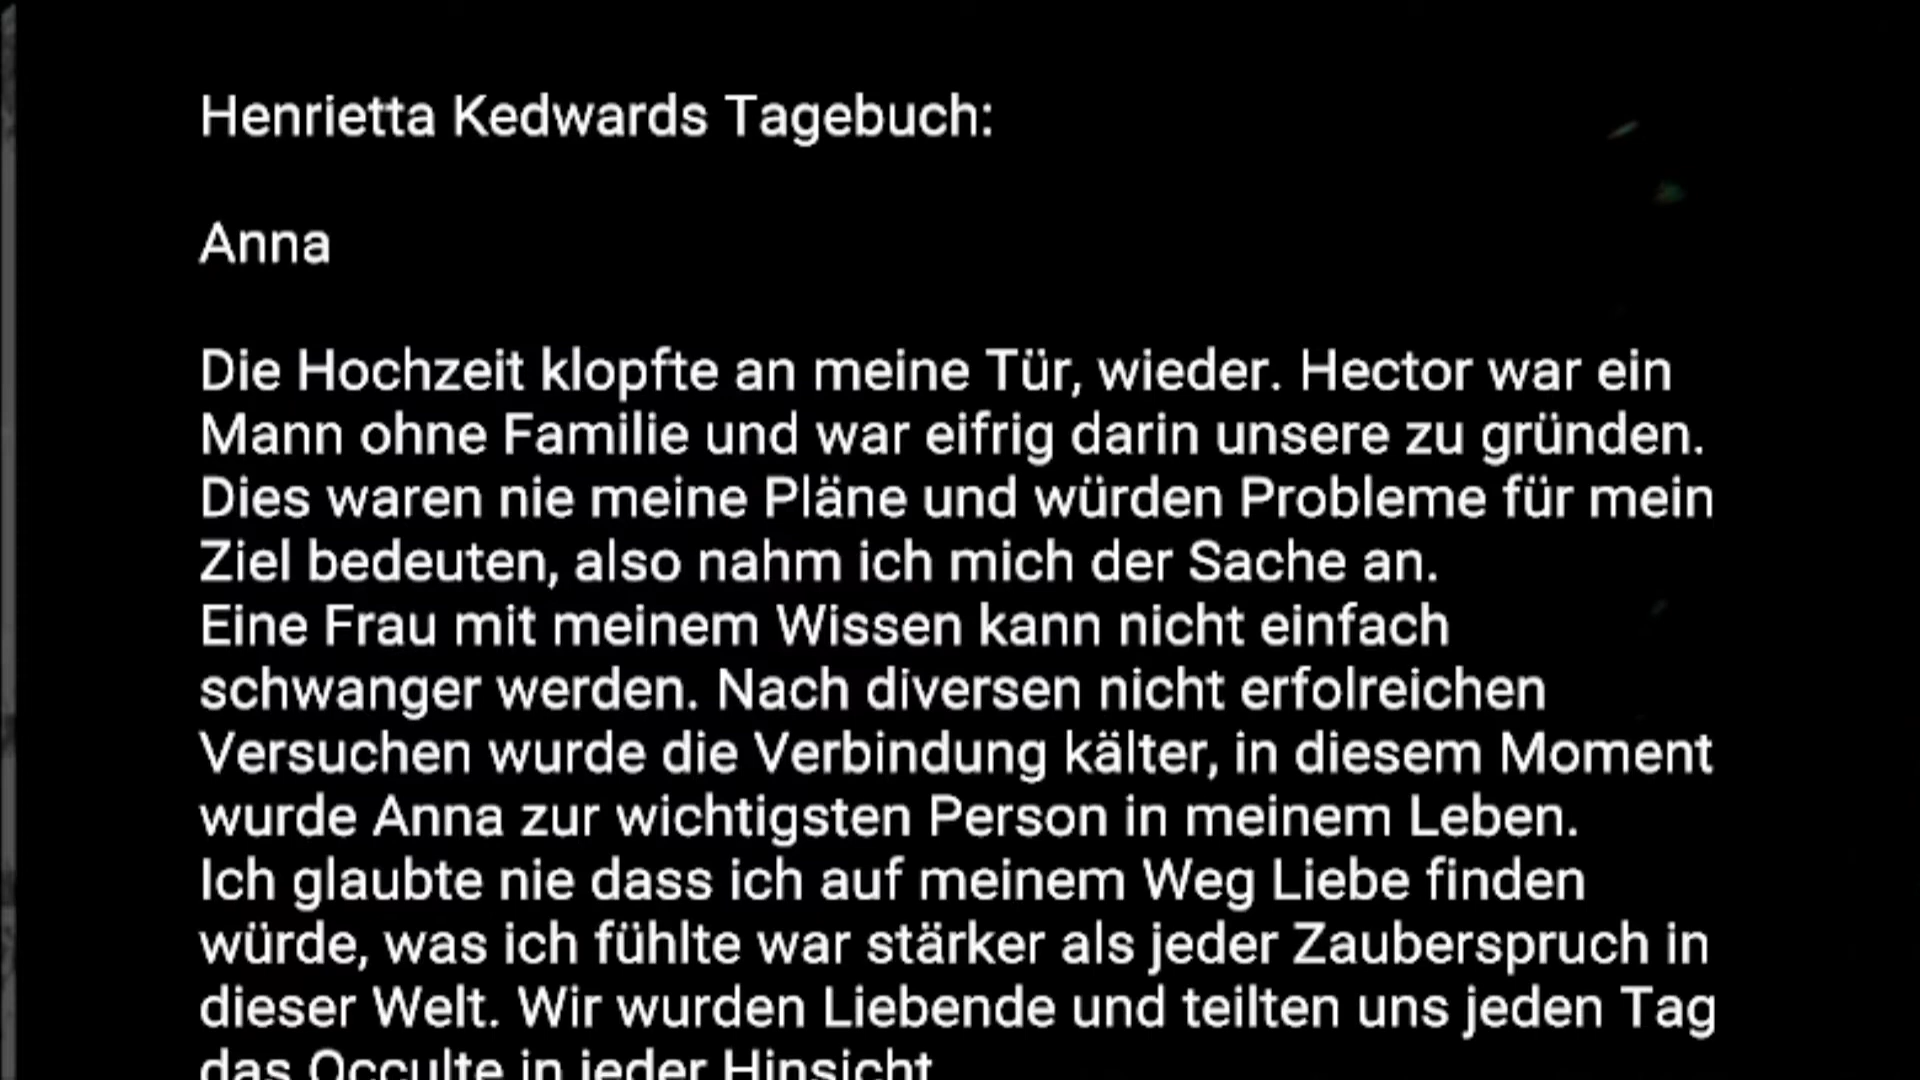 Henrietta Kedwards Tagebuch:
Anna
Die Hochzeit klopfte an meine Tür, wieder. Hector war ein
Mann ohne Familie und war eifrig darin unsere zu gründen.
Dies waren nie meine Pläne und würden Probleme für mein
Ziel bedeuten, also nahm ich mich der Sache an.
Eine Frau mit meinem Wissen kann nicht einfach
schwanger werden. Nach diversen nicht erfolreichen
Versuchen wurde die Verbindung kälter, in diesem Moment
wurde Anna zur wichtigsten Person in meinem Leben.
Ich glaubte nie dass ich auf meinem Weg Liebe finden
würde, was ich fühlte war stärker als jeder Zauberspruch in
dieser Welt. Wir wurden Liebende und teilten uns jeden Tag
das Occulte in jeder Hinsicht